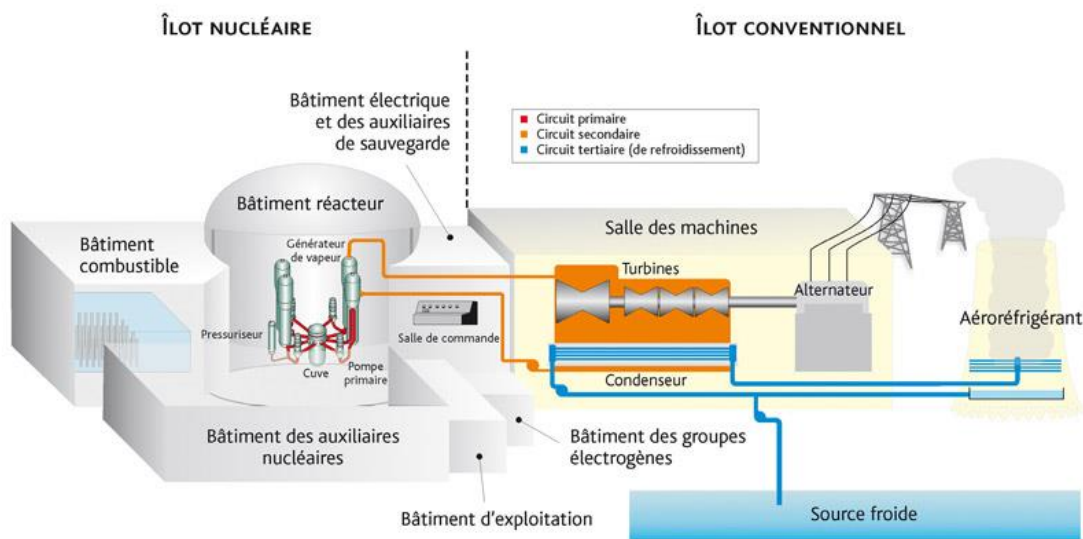 ÎLOT NUCLÉAIRE
ÎLOT CONVENTIONNEL
Bâtiment électrique
et des auxiliaires
de sauvegarde
Circuit primaire
Circuit secondaire
Circuit tertiaire (de refroidissement)
Bâtiment réacteur
Salle des machines
Bâtiment
combustible
Générateur
de vapeur
Turbines
Alternateur
Aéroréfrigérant
Pressuriseur
Salle de commande
Cuve
Pompe
primaire
Condenseur
Bâtiment des auxiliaires
nucléaires
Bâtiment des groupes
électrogènes
Bâtiment d'exploitation
Source froide